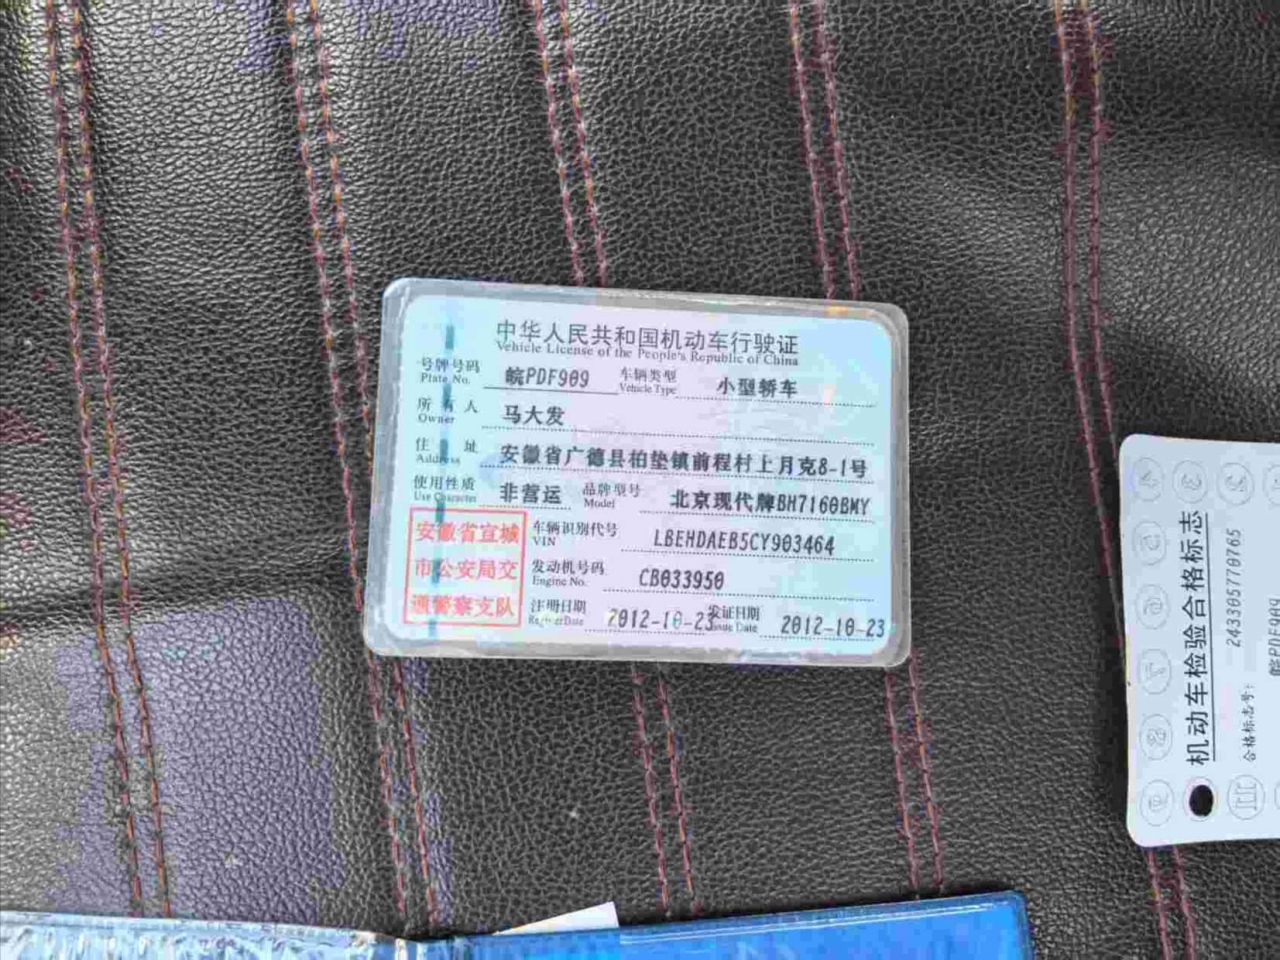 中华人民共和国机动车行驶证
Vehicle License of the People's Republic of China
号牌号码 皖PDF909 车辆类型 小型轿车
Plate No. Vehicle Type
所有人 马大发
Owner
住址 安徽省广德县柏垫镇前程村上月克8-1号
Address
使用性质 非营运 品牌型号 北京现代牌BH7160BMY
Use Character Model
安徽省宣城
市公安局交
通警察支队
车辆识别代号 LBEHDAEB5CY903464
VIN
发动机号码 CB033950
Engine No.
注册日期 2012-10-23 发证日期 2012-10-23
Register Date Issue Date
机动车检验合格标志
合格标志号: 243305770765
皖PDF909